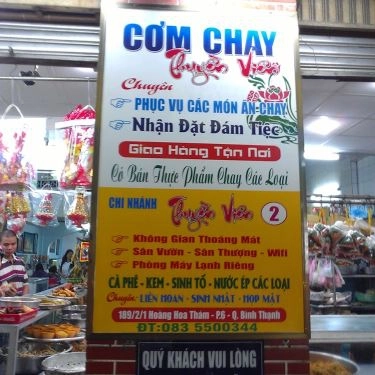 CƠM CHAY
Thuyền Viên
Chuyên
PHỤC VỤ CÁC MÓN ĂN CHAY
Nhận Đặt Đám Tiệc
Giao Hàng Tận Nơi
Có Bán Thực Phẩm Chay Các Loại
CHI NHÁNH Thuyền Viên 2
Không Gian Thoáng Mát
Sân Vườn - Sân Thượng - Wifi
Phòng Máy Lạnh Riêng
CÀ PHÊ - KEM - SINH TỐ - NƯỚC ÉP CÁC LOẠI
Chuyên: LIÊN HOAN - SINH NHẬT - HỌP MẶT
189/2/1 Hoàng Hoa Thám - P.6 - Q. Bình Thạnh
ĐT:083 5500344
QUÝ KHÁCH VUI LÒNG